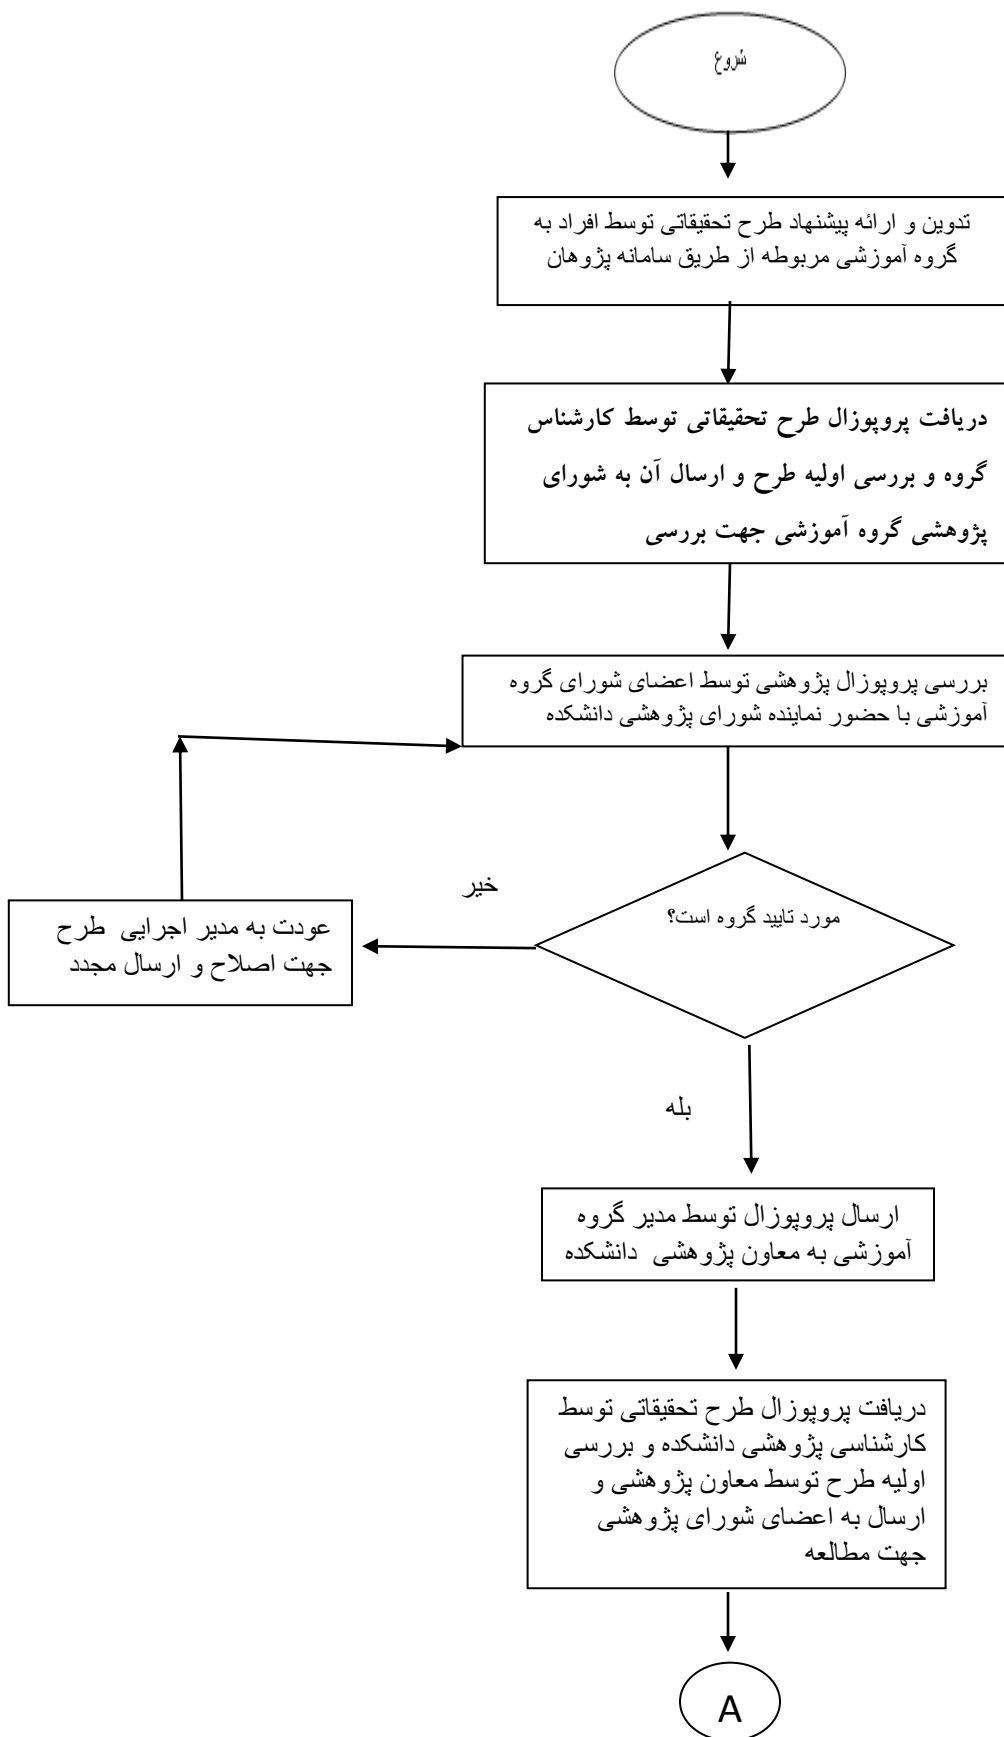 شروع
تدوین و ارائه پیشنهاد طرح تحقیقاتی توسط افراد به
گروه آموزشی مربوطه از طریق سامانه پژوهان
دریافت پروپوزال طرح تحقیقاتی توسط کارشناس
گروه و بررسی اولیه طرح و ارسال آن به شورای
پژوهشی گروه آموزشی جهت بررسی
بررسی پروپوزال پژوهشی توسط اعضای شورای گروه
آموزشی با حضور نماینده شورای پژوهشی دانشکده
مورد تایید گروه است؟
خیر
عودت به مدیر اجرایی طرح
جهت اصلاح و ارسال مجدد
بله
ارسال پروپوزال توسط مدیر گروه
آموزشی به معاون پژوهشی دانشکده
دریافت پروپوزال طرح تحقیقاتی توسط
کارشناسی پژوهشی دانشکده و بررسی
اولیه طرح توسط معاون پژوهشی و
ارسال به اعضای شورای پژوهشی
جهت مطالعه
A